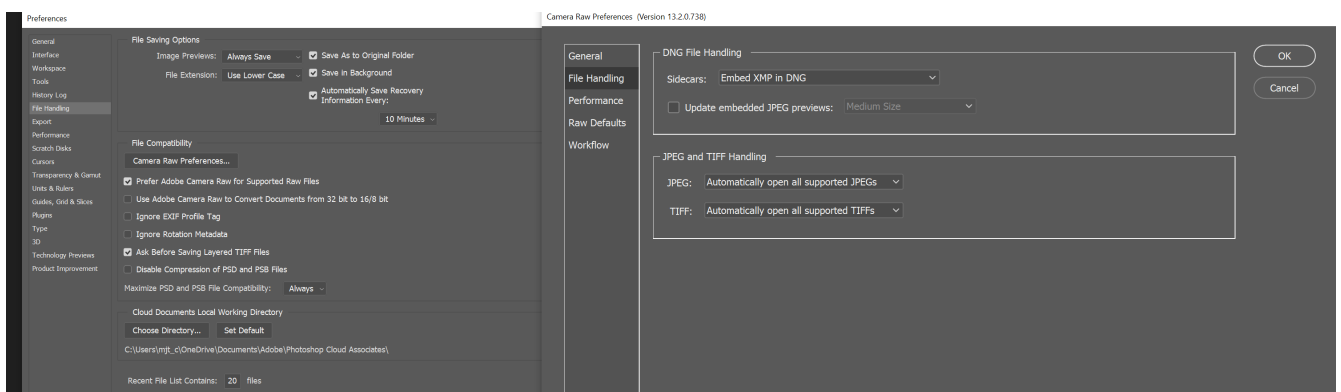 Preferences
General
Interface
Workspace
Tools
History Log
File Handling
Export
Performance
Scratch Disks
Cursors
Transparency & Gamut
Units & Rulers
Guides, Grid & Slices
Plugins
Type
3D
Technology Previews
Product Improvement
File Saving Options
Image Previews: Always Save
Save As to Original Folder
File Extension: Use Lower Case
Save in Background
Automatically Save Recovery
Information Every:
10 Minutes
File Compatibility
Camera Raw Preferences...
Prefer Adobe Camera Raw for Supported Raw Files
Use Adobe Camera Raw to Convert Documents from 32 bit to 16/8 bit
Ignore EXIF Profile Tag
Ignore Rotation Metadata
Ask Before Saving Layered TIFF Files
Disable Compression of PSD and PSB Files
Maximize PSD and PSB File Compatibility: Always
Cloud Documents Local Working Directory
Choose Directory... Set Default
C:\Users\mjt_c\OneDrive\Documents\Adobe\Photoshop Cloud Associates\
Recent File List Contains: 20 files
Camera Raw Preferences (Version 13.2.0.738)
General
File Handling
Performance
Raw Defaults
Workflow
DNG File Handling
Sidecars: Embed XMP in DNG
Update embedded JPEG previews: Medium Size
JPEG and TIFF Handling
JPEG: Automatically open all supported JPEGs
TIFF: Automatically open all supported TIFFs
OK
Cancel